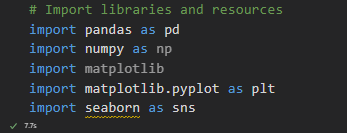 # Import libraries and resources
import pandas as pd
import numpy as np
import matplotlib
import matplotlib.pyplot as plt
import seaborn as sns
✓ 7.7s